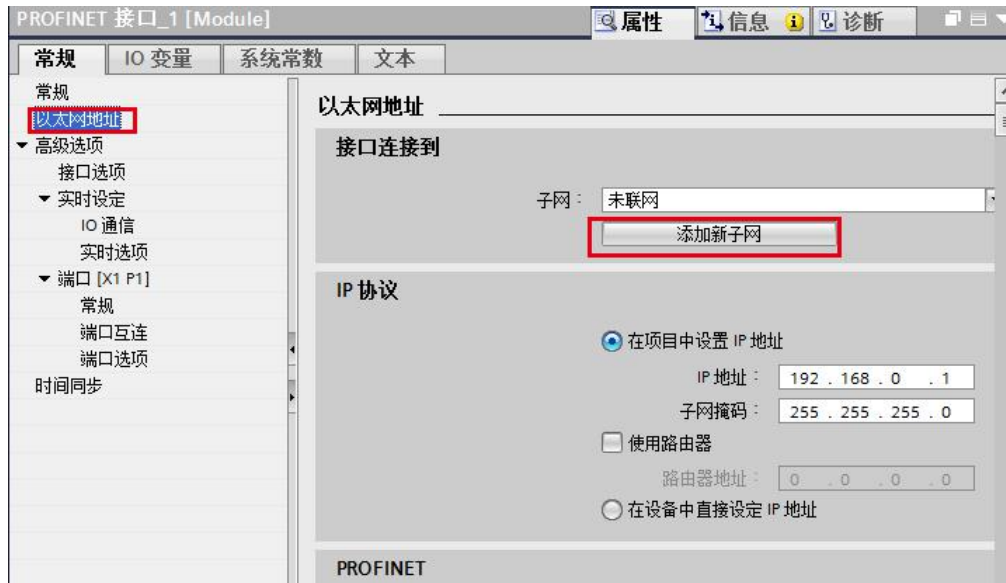 PROFINET 接口_1 [Module]
属性
信息
诊断
常规
IO 变量
系统常数
文本
常规
以太网地址
高级选项
接口选项
实时设定
IO 通信
实时选项
端口 [X1 P1]
常规
端口互连
端口选项
时间同步
以太网地址
接口连接到
子网：
未联网
添加新子网
IP 协议
在项目中设置 IP 地址
IP 地址：
192 . 168 . 0 . 1
子网掩码：
255 . 255 . 255 . 0
使用路由器
路由器地址：
0 . 0 . 0 . 0
在设备中直接设定 IP 地址
PROFINET